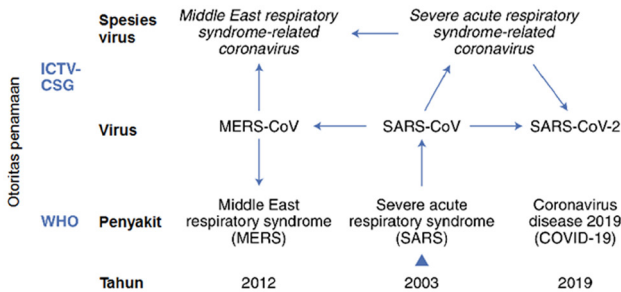 Otoritas penamaan
ICTV-
CSG
WHO
Spesies
virus
Middle East respiratory
syndrome-related
coronavirus
Severe acute respiratory
syndrome-related
coronavirus
Virus
MERS-CoV
SARS-CoV
SARS-CoV-2
Penyakit
Middle East
respiratory syndrome
(MERS)
Severe acute
respiratory syndrome
(SARS)
Coronavirus
disease 2019
(COVID-19)
Tahun
2012
2003
2019